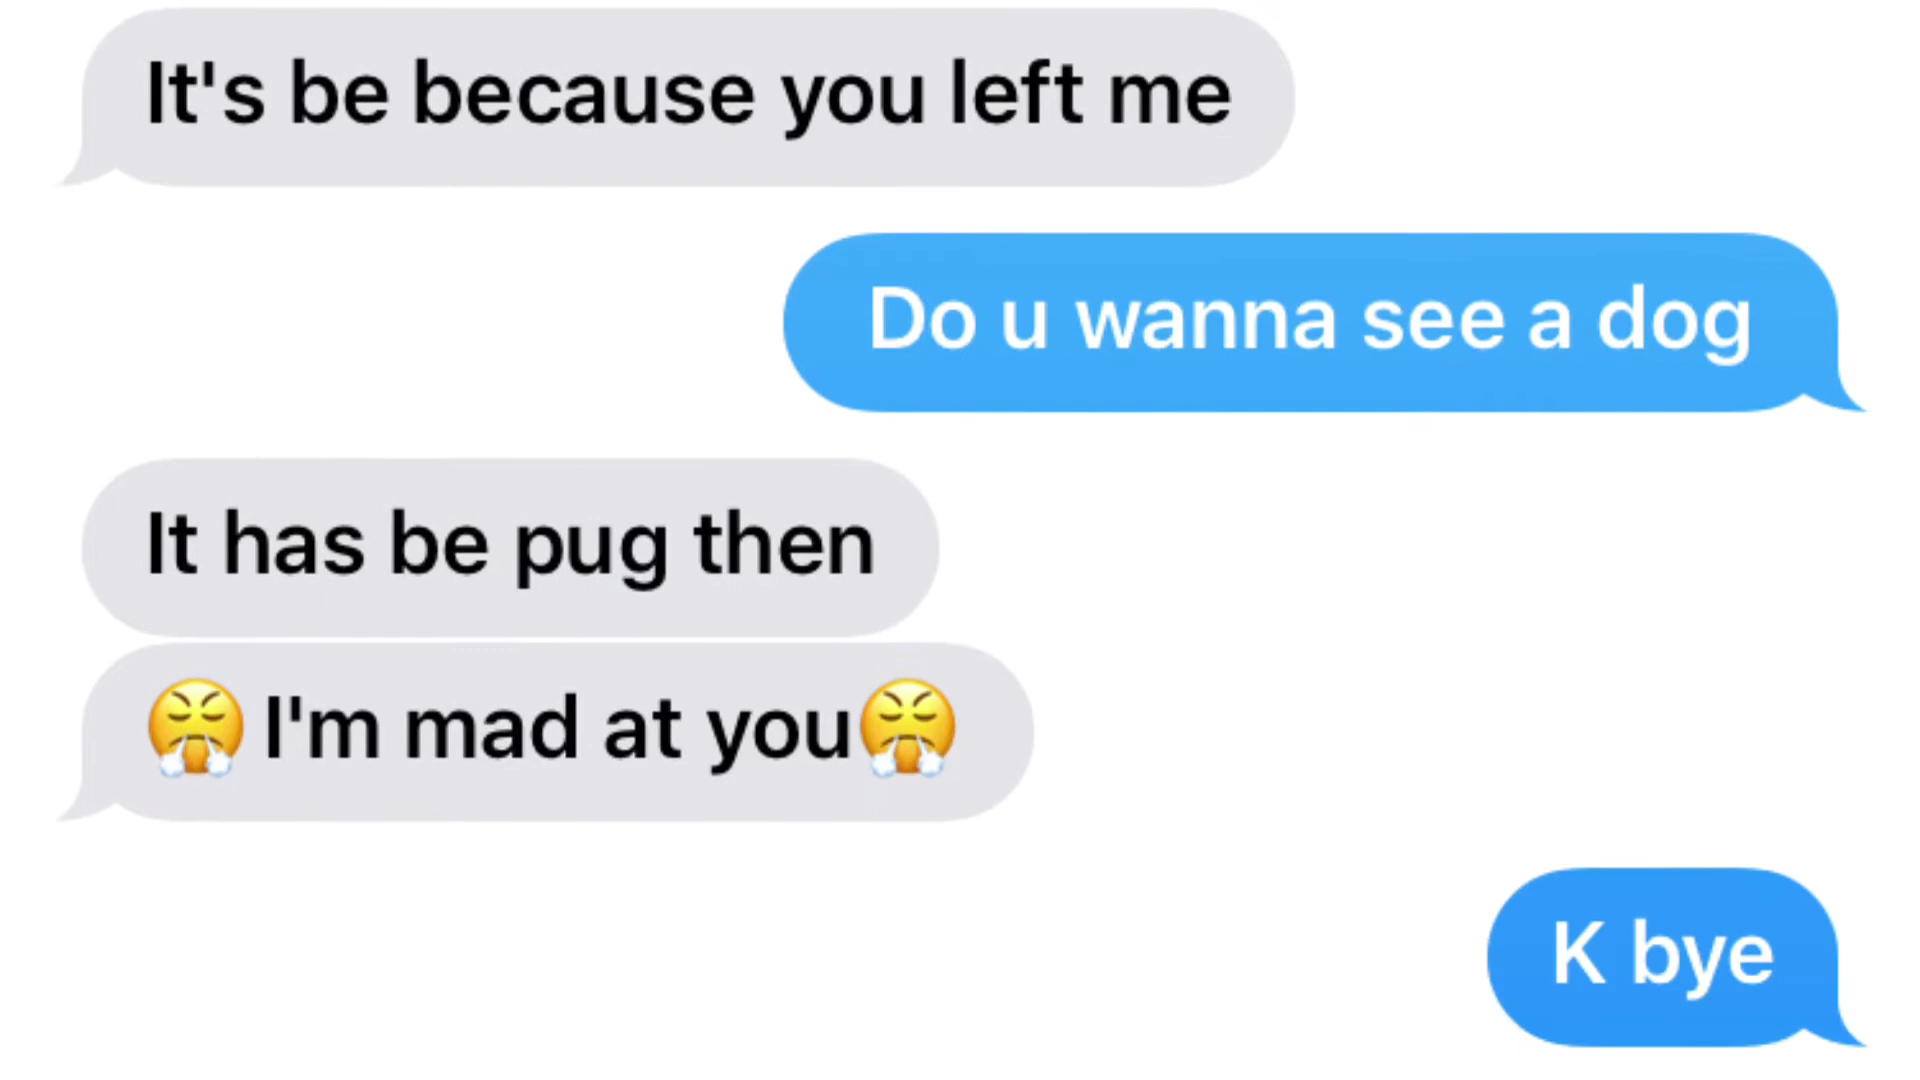 It's be because you left me
Do u wanna see a dog
It has be pug then
😤 I'm mad at you😤
K bye